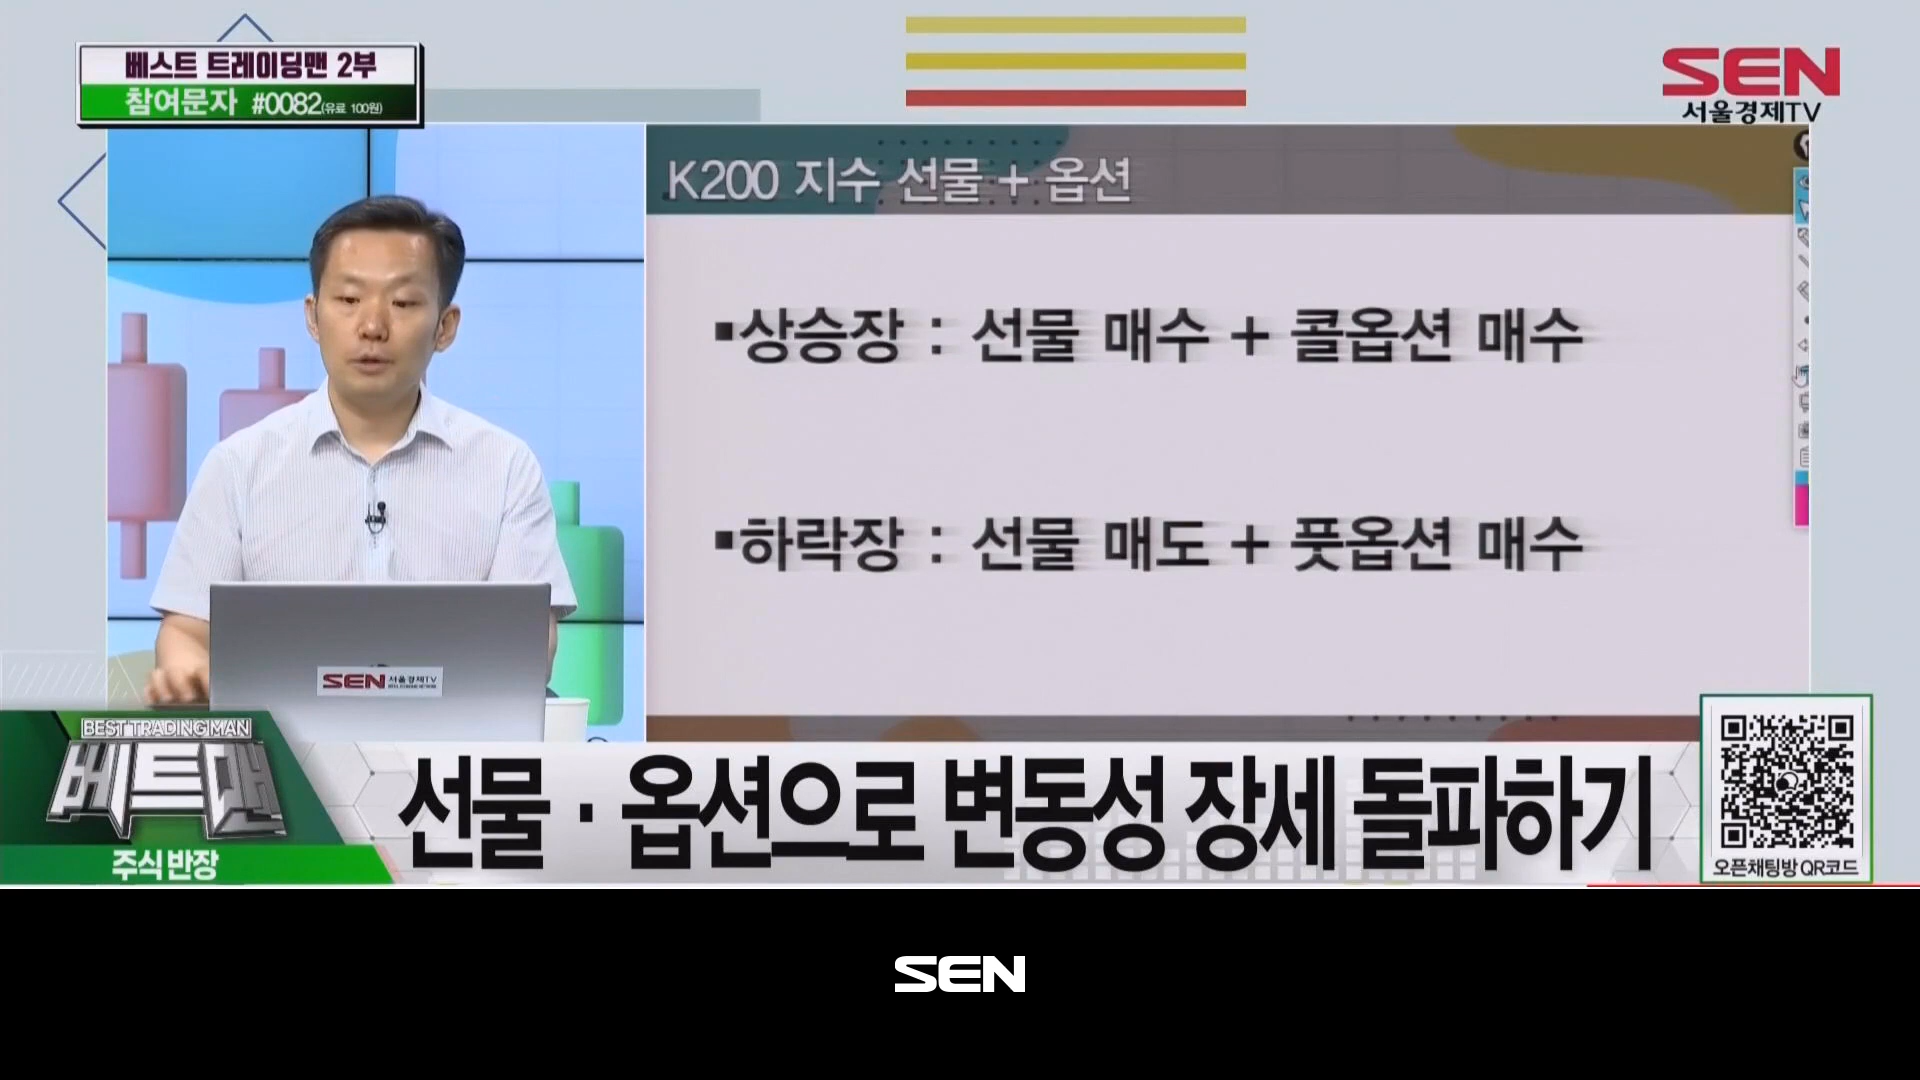 베스트 트레이딩맨 2부
참여문자 #0082(유료 100원)
SEN
서울경제TV
K200 지수 선물 + 옵션
▪상승장 : 선물 매수 + 콜옵션 매수
▪하락장 : 선물 매도 + 풋옵션 매수
SEN 서울경제TV
BEST TRADING MAN
베트맨
주식반장
선물·옵션으로 변동성 장세 돌파하기
오픈채팅방 QR코드
SEN